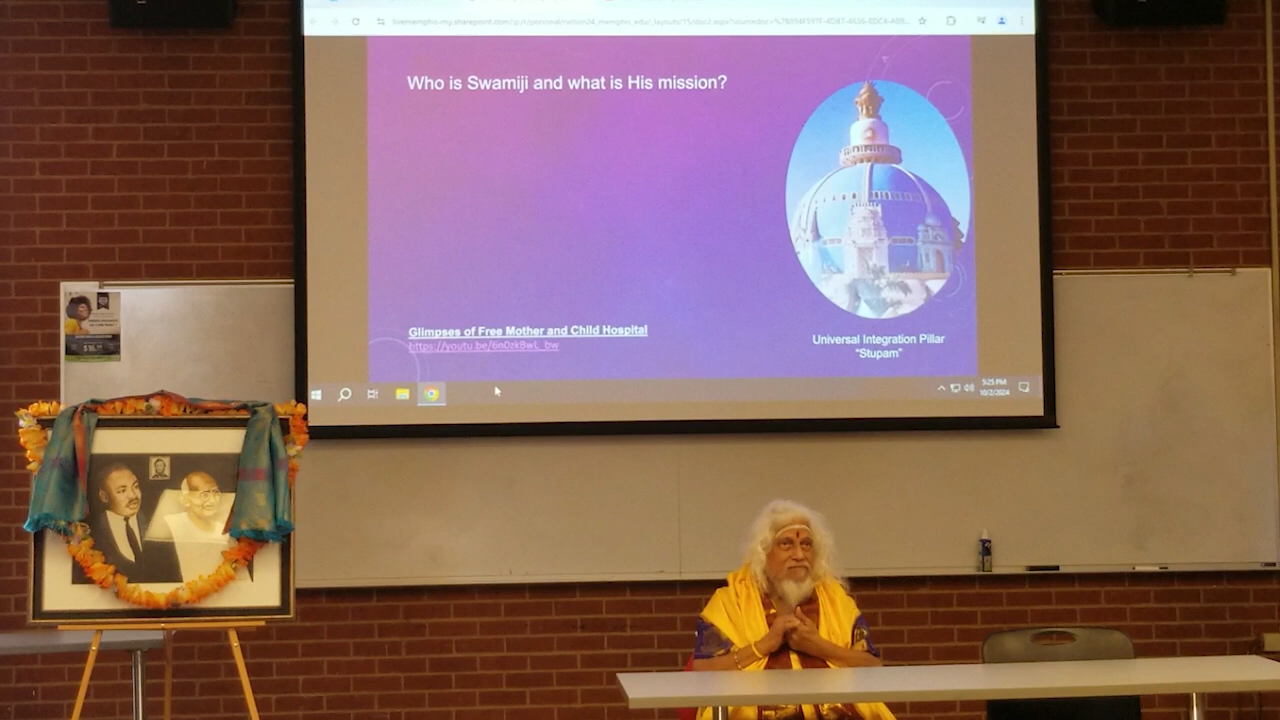 Who is Swamiji and what is His mission?
Glimpses of Free Mother and Child Hospital
https://youtu.be/6n0zkBwL_bw
Universal Integration Pillar
“Stupam”
5:25 PM
10/2/2024